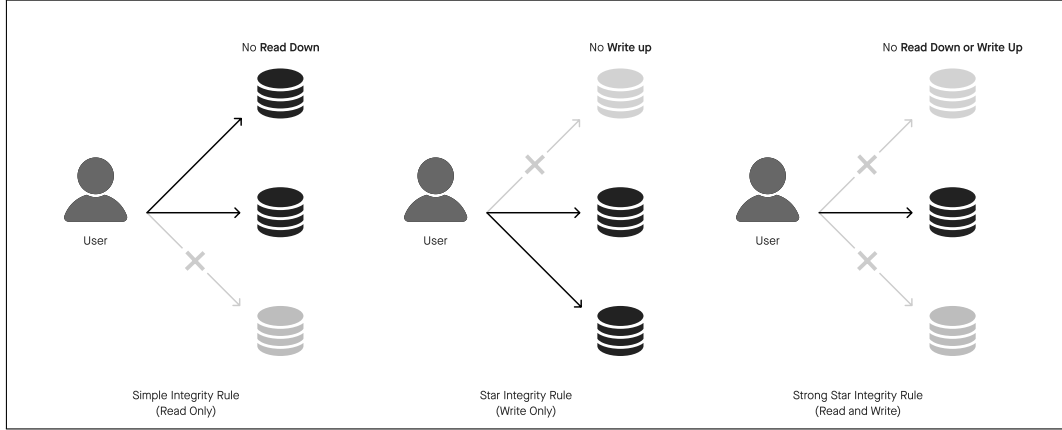 No Read Down
User
Simple Integrity Rule
(Read Only)
No Write up
User
Star Integrity Rule
(Write Only)
No Read Down or Write Up
User
Strong Star Integrity Rule
(Read and Write)